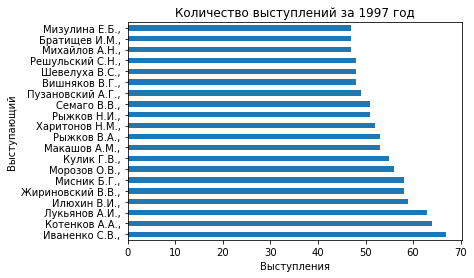 Количество выступлений за 1997 год
Мизулина Е.Б.,
Братищев И.М.,
Михайлов А.Н.,
Решульский С.Н.,
Шевелуха В.С.,
Вишняков В.Г.,
Пузановский А.Г.,
Семаго В.В.,
Рыжков Н.И.,
Харитонов Н.М.,
Рыжков В.А.,
Макашов А.М.,
Кулик Г.В.,
Морозов О.В.,
Мисник Б.Г.,
Жириновский В.В.,
Илюхин В.И.,
Лукьянов А.И.,
Котенков А.А.,
Иваненко С.В.,
Выступающий
0 10 20 30 40 50 60 70
Выступления